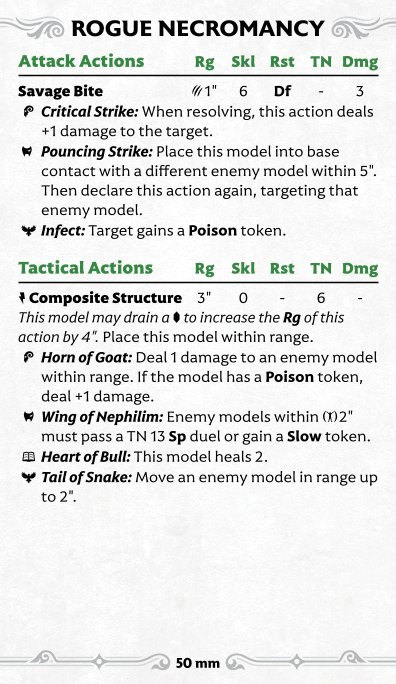 ROGUE NECROMANCY
Attack Actions Rg Skl Rst TN Dmg
Savage Bite 1" 6 Df - 3
Critical Strike: When resolving, this action deals
+1 damage to the target.
Pouncing Strike: Place this model into base
contact with a different enemy model within 5".
Then declare this action again, targeting that
enemy model.
Infect: Target gains a Poison token.
Tactical Actions Rg Skl Rst TN Dmg
Composite Structure 3" 0 - 6 -
This model may drain a to increase the Rg of this
action by 4". Place this model within range.
Horn of Goat: Deal 1 damage to an enemy model
within range. If the model has a Poison token,
deal +1 damage.
Wing of Nephilim: Enemy models within 2"
must pass a TN 13 Sp duel or gain a Slow token.
Heart of Bull: This model heals 2.
Tail of Snake: Move an enemy model in range up
to 2".
50 mm